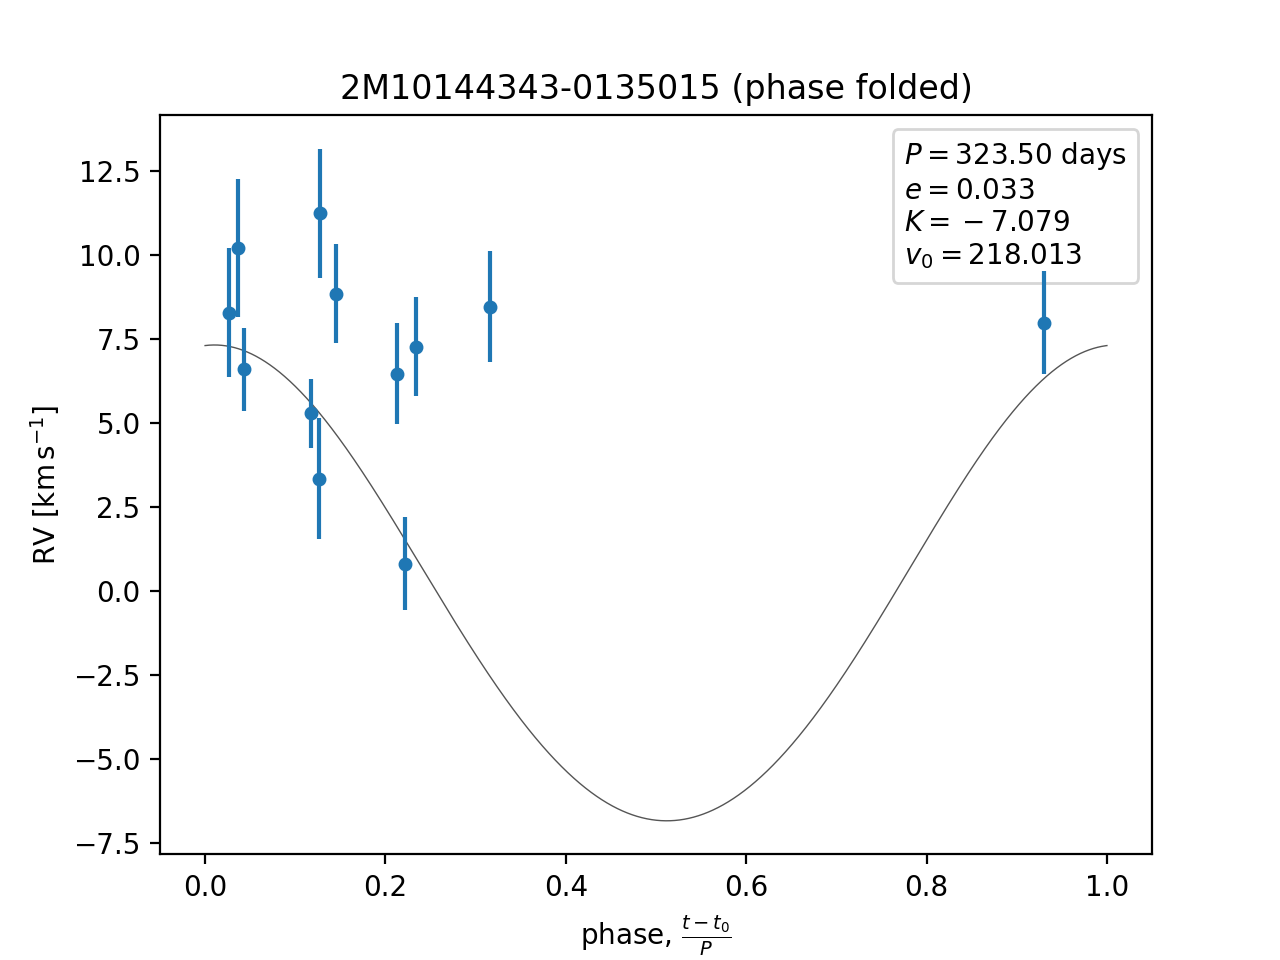 2M10144343-0135015 (phase folded)
P = 323.50 days
e = 0.033
K = −7.079
v₀ = 218.013
12.5
10.0
7.5
5.0
2.5
0.0
−2.5
−5.0
−7.5
RV [km s⁻¹]
0.0 0.2 0.4 0.6 0.8 1.0
phase, (t − t₀)/P